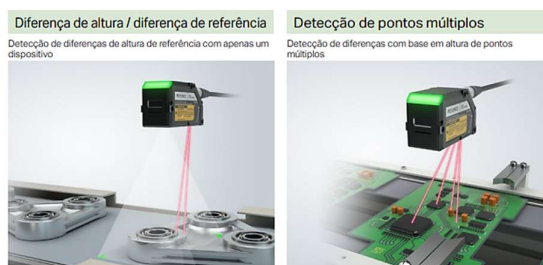 Diferença de altura / diferença de referência
Detecção de diferenças de altura de referência com apenas um
dispositivo
Detecção de pontos múltiplos
Detecção de diferenças com base em altura de pontos
múltiplos